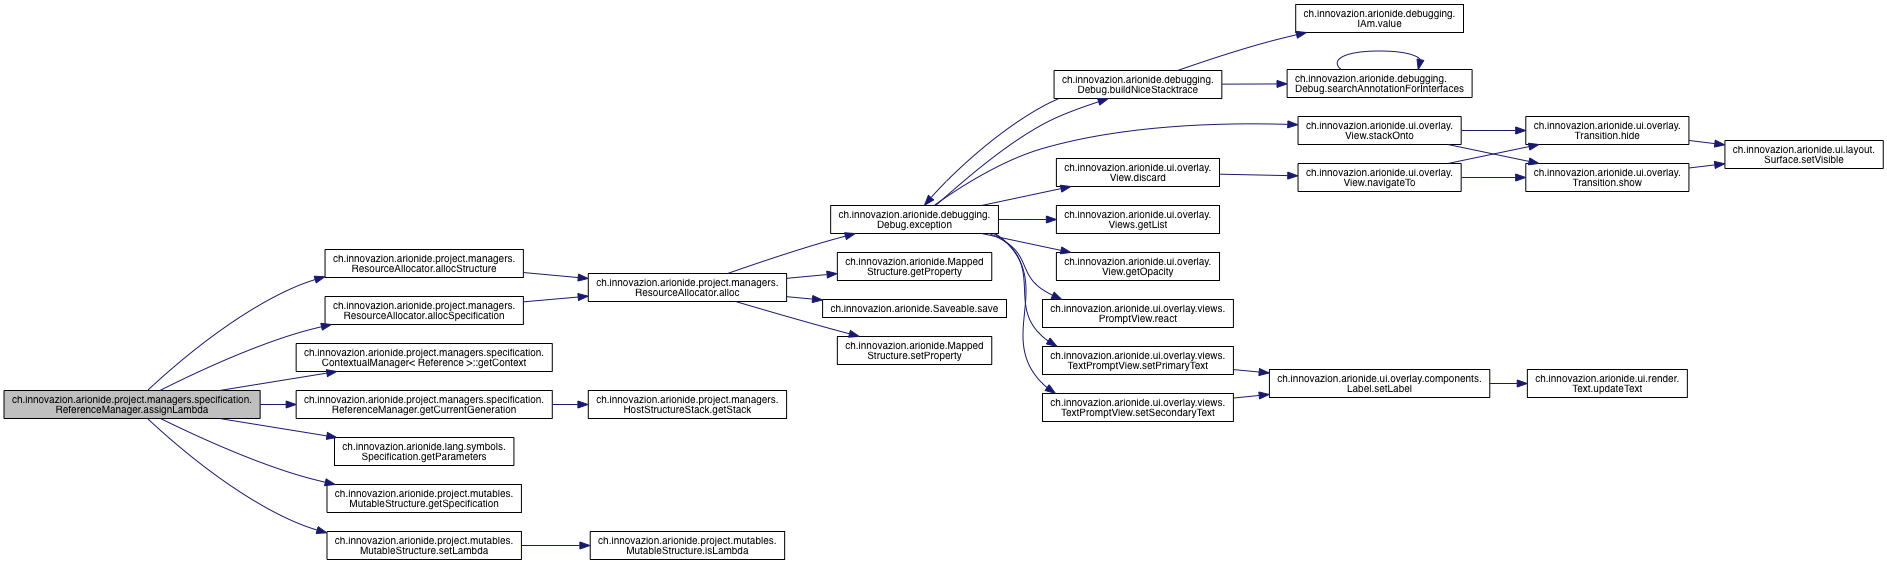 ch.innovazion.arionide.project.managers.specification.
ReferenceManager.assignLambda
ch.innovazion.arionide.project.managers.
ResourceAllocator.allocStructure
ch.innovazion.arionide.project.managers.
ResourceAllocator.allocSpecification
ch.innovazion.arionide.project.managers.specification.
ContextualManager< Reference >::getContext
ch.innovazion.arionide.project.managers.specification.
ReferenceManager.getCurrentGeneration
ch.innovazion.arionide.lang.symbols.
Specification.getParameters
ch.innovazion.arionide.project.mutables.
MutableStructure.getSpecification
ch.innovazion.arionide.project.mutables.
MutableStructure.setLambda
ch.innovazion.arionide.project.managers.
ResourceAllocator.alloc
ch.innovazion.arionide.project.managers.
HostStructureStack.getStack
ch.innovazion.arionide.project.mutables.
MutableStructure.isLambda
ch.innovazion.arionide.debugging.
Debug.exception
ch.innovazion.arionide.Mapped
Structure.getProperty
ch.innovazion.arionide.Saveable.save
ch.innovazion.arionide.Mapped
Structure.setProperty
ch.innovazion.arionide.debugging.
Debug.buildNiceStacktrace
ch.innovazion.arionide.ui.overlay.
View.discard
ch.innovazion.arionide.ui.overlay.
Views.getList
ch.innovazion.arionide.ui.overlay.
View.getOpacity
ch.innovazion.arionide.ui.overlay.views.
PromptView.react
ch.innovazion.arionide.ui.overlay.views.
TextPromptView.setPrimaryText
ch.innovazion.arionide.ui.overlay.views.
TextPromptView.setSecondaryText
ch.innovazion.arionide.debugging.
IAm.value
ch.innovazion.arionide.debugging.
Debug.searchAnnotationForInterfaces
ch.innovazion.arionide.ui.overlay.
View.stackOnto
ch.innovazion.arionide.ui.overlay.
View.navigateTo
ch.innovazion.arionide.ui.overlay.components.
Label.setLabel
ch.innovazion.arionide.ui.overlay.
Transition.hide
ch.innovazion.arionide.ui.overlay.
Transition.show
ch.innovazion.arionide.ui.render.
Text.updateText
ch.innovazion.arionide.ui.layout.
Surface.setVisible